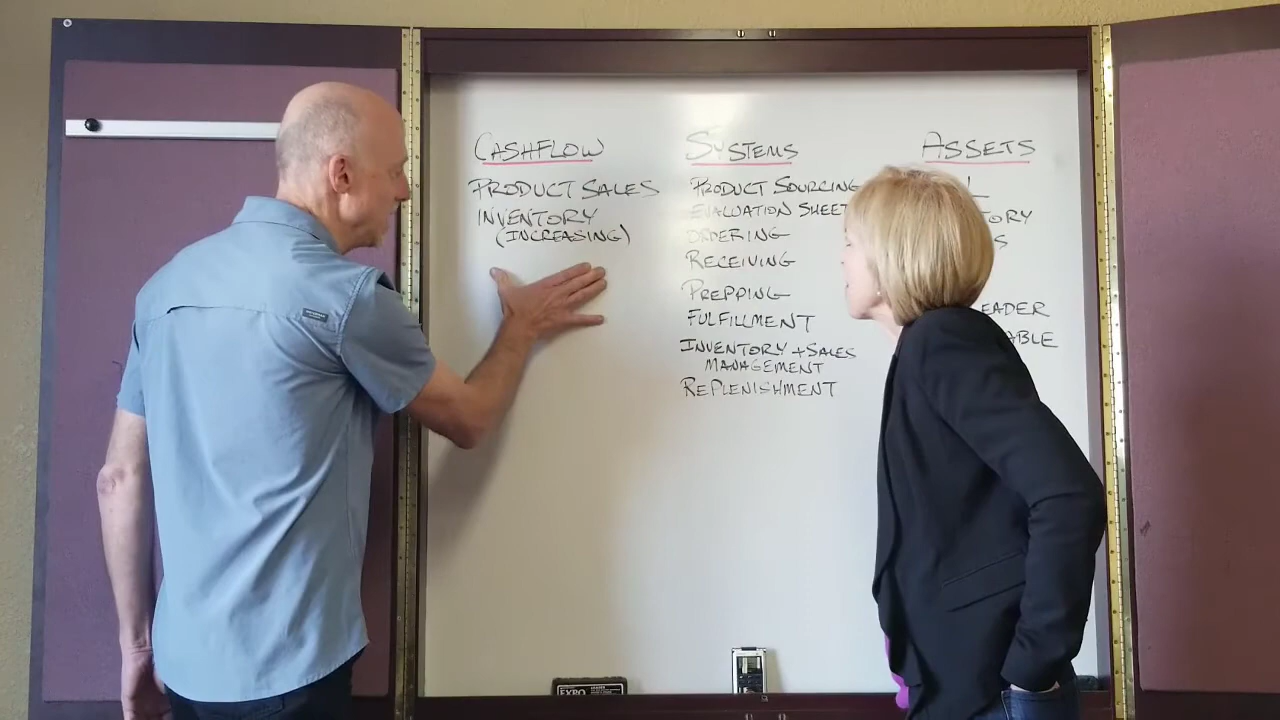 CASHFLOW
PRODUCT SALES
INVENTORY
(INCREASING)
SYSTEMS
PRODUCT SOURCING
EVALUATION SHEET
ORDERING
RECEIVING
PREPPING
FULFILLMENT
INVENTORY + SALES
MANAGEMENT
REPLENISHMENT
ASSETS
EXPO